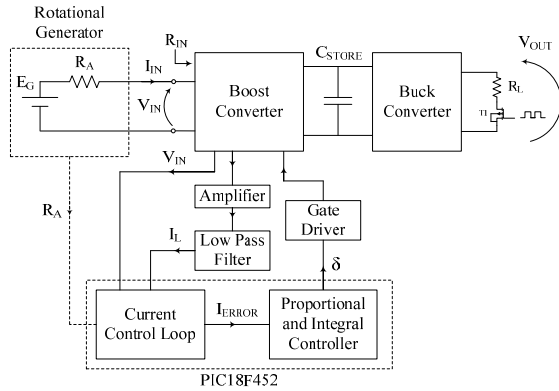 Rotational
Generator
R_A
E_G
I_IN
V_IN
R_IN
Boost
Converter
C_STORE
Buck
Converter
V_OUT
R_L
T1
V_IN
Amplifier
Low Pass
Filter
I_L
Gate
Driver
δ
R_A
Current
Control Loop
I_ERROR
Proportional
and Integral
Controller
PIC18F452